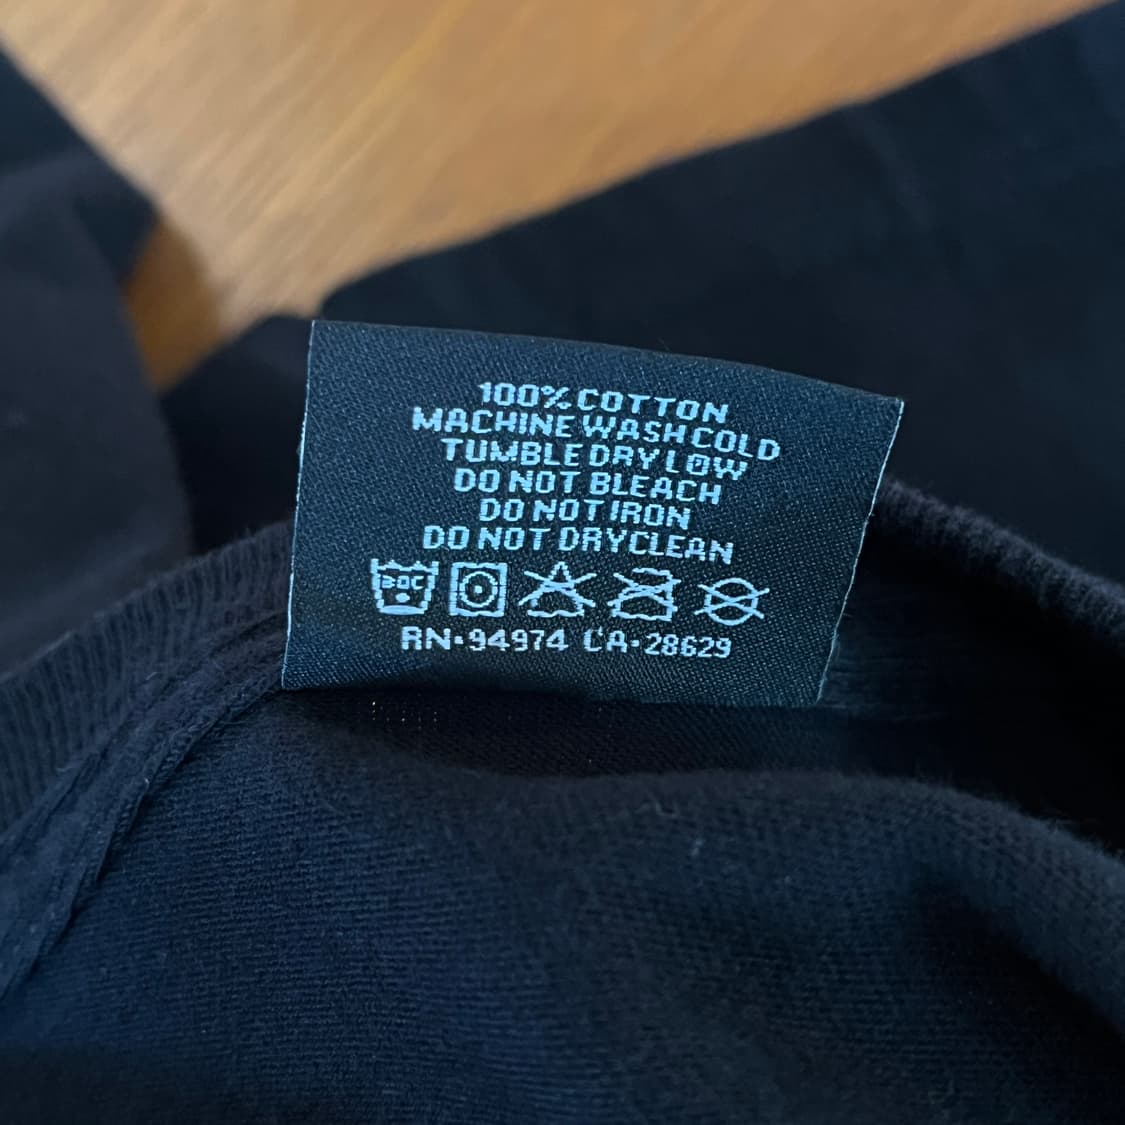 100% COTTON
MACHINE WASH COLD
TUMBLE DRY LOW
DO NOT BLEACH
DO NOT IRON
DO NOT DRYCLEAN
RN•94974 CA•28629